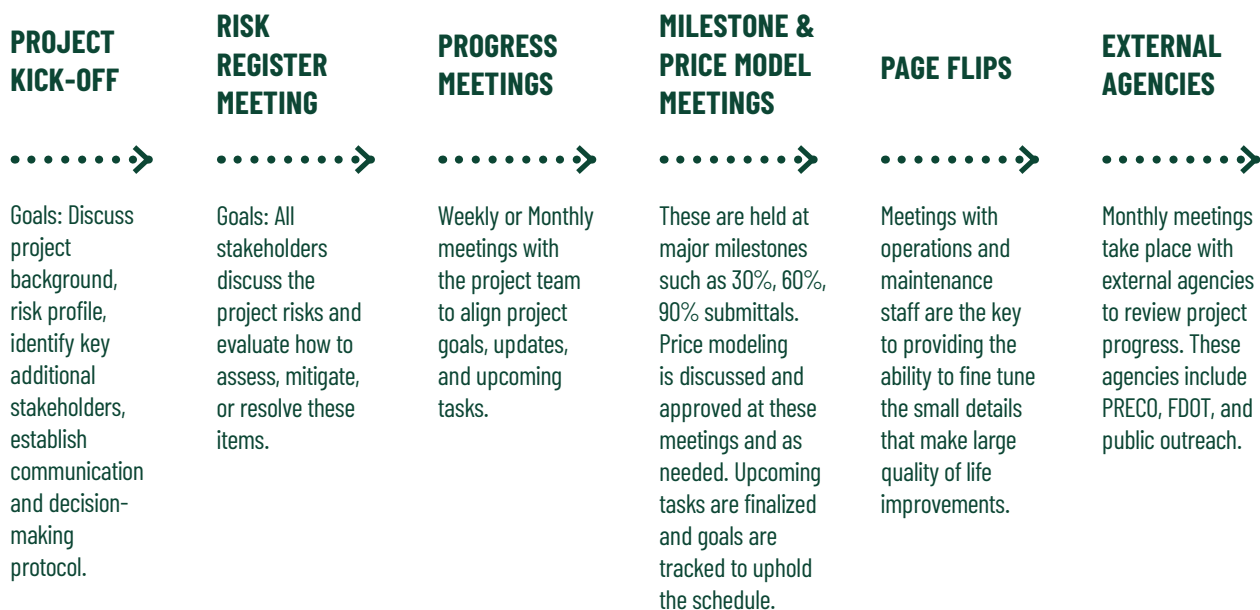 PROJECT
KICK-OFF
Goals: Discuss
project
background,
risk profile,
identify key
additional
stakeholders,
establish
communication
and decision-
making
protocol.
RISK
REGISTER
MEETING
Goals: All
stakeholders
discuss the
project risks and
evaluate how to
assess, mitigate,
or resolve these
items.
PROGRESS
MEETINGS
Weekly or Monthly
meetings with
the project team
to align project
goals, updates,
and upcoming
tasks.
MILESTONE &
PRICE MODEL
MEETINGS
These are held at
major milestones
such as 30%, 60%,
90% submittals.
Price modeling
is discussed and
approved at these
meetings and as
needed. Upcoming
tasks are finalized
and goals are
tracked to uphold
the schedule.
PAGE FLIPS
Meetings with
operations and
maintenance
staff are the key
to providing the
ability to fine tune
the small details
that make large
quality of life
improvements.
EXTERNAL
AGENCIES
Monthly meetings
take place with
external agencies
to review project
progress. These
agencies include
PRECO, FDOT, and
public outreach.